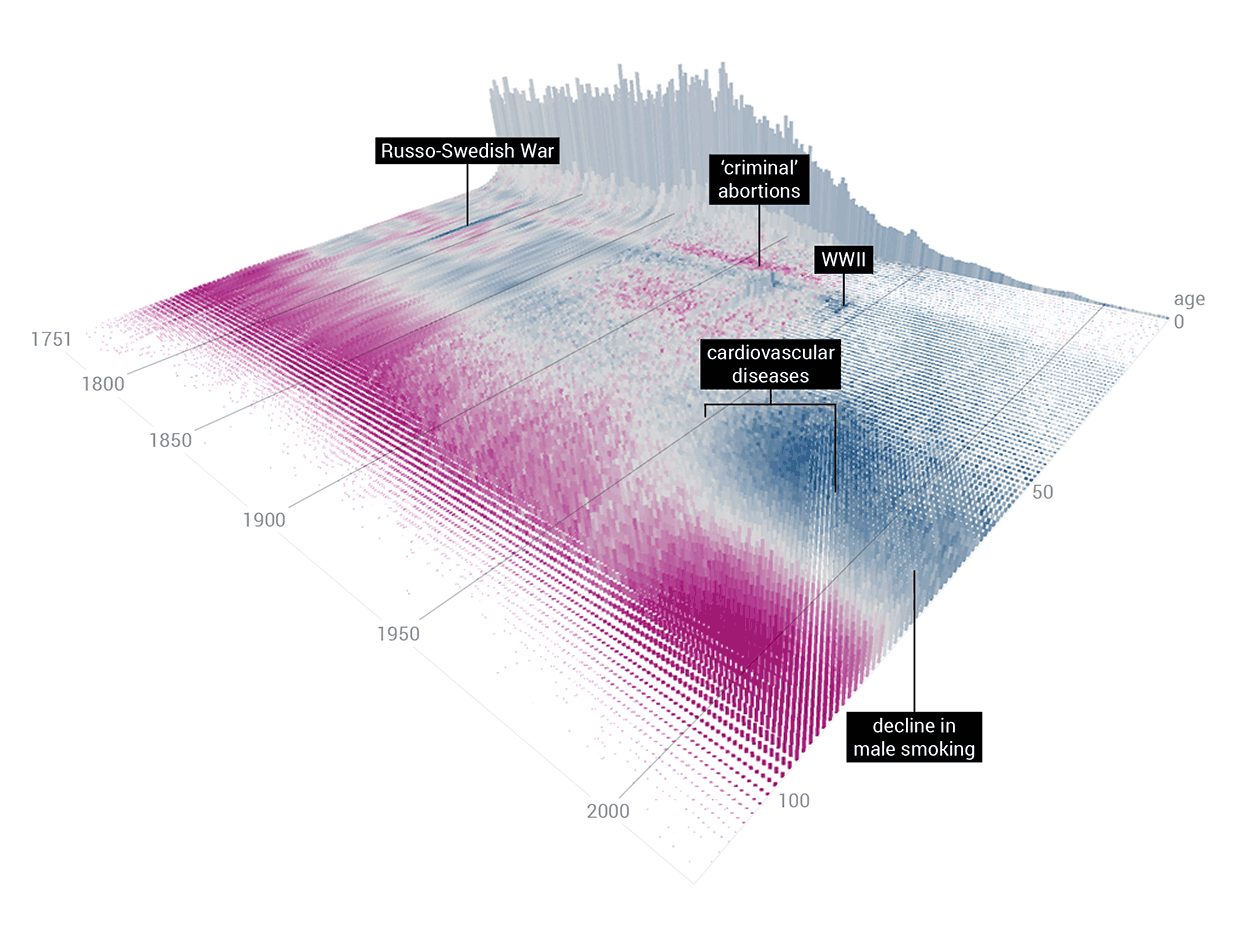 Russo-Swedish War
‘criminal’
abortions
WWII
age
0
1751
cardiovascular
diseases
1800
1850
50
1900
1950
decline in
male smoking
100
2000